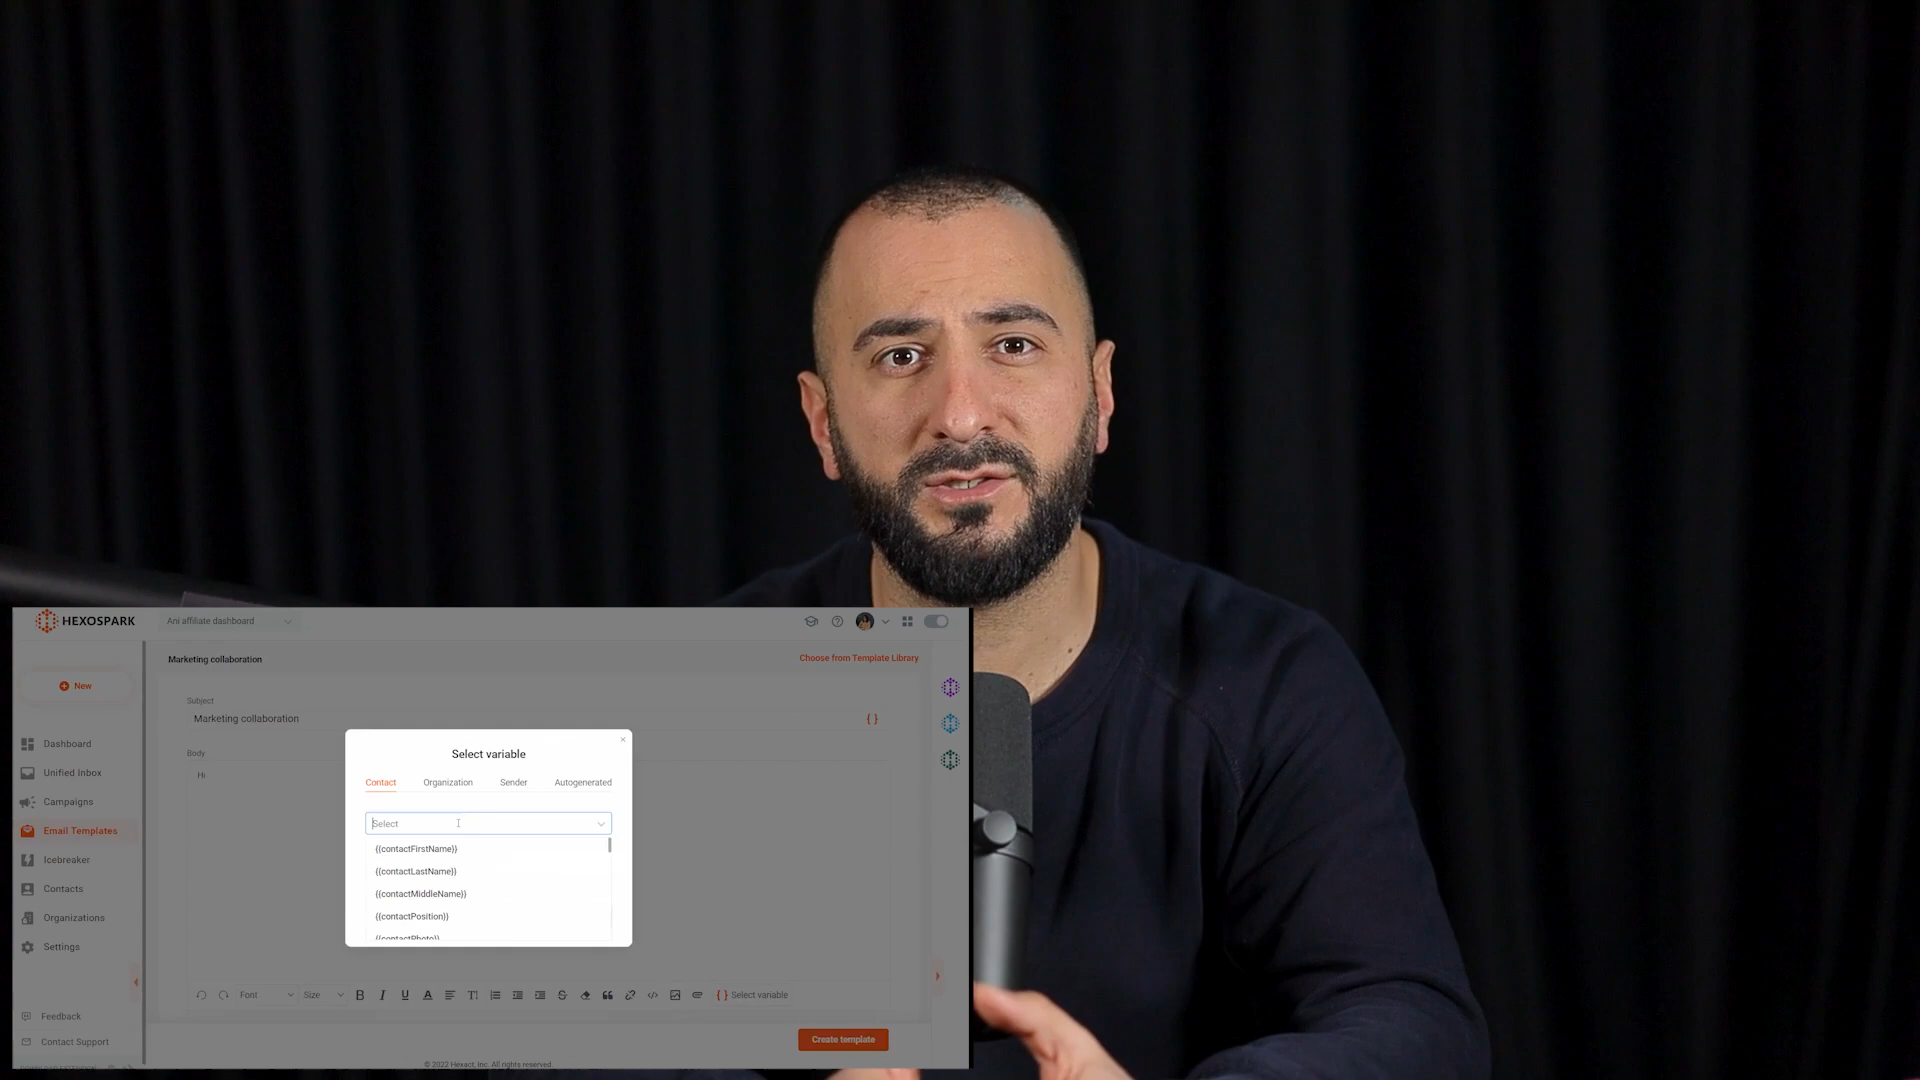 HEXOSPARK
Ani affiliate dashboard
New
Dashboard
Unified Inbox
Campaigns
Email Templates
Icebreaker
Contacts
Organizations
Settings
Feedback
Contact Support
Marketing collaboration
Choose from Template Library
Subject
Marketing collaboration
{ }
Body
Hi
Select variable
Contact Organization Sender Autogenerated
Select
{{contactFirstName}}
{{contactLastName}}
{{contactMiddleName}}
{{contactPosition}}
{{contactPhoto}}
Font Size B I U A { } Select variable
Create template
© 2022 Hexact, Inc. All rights reserved.